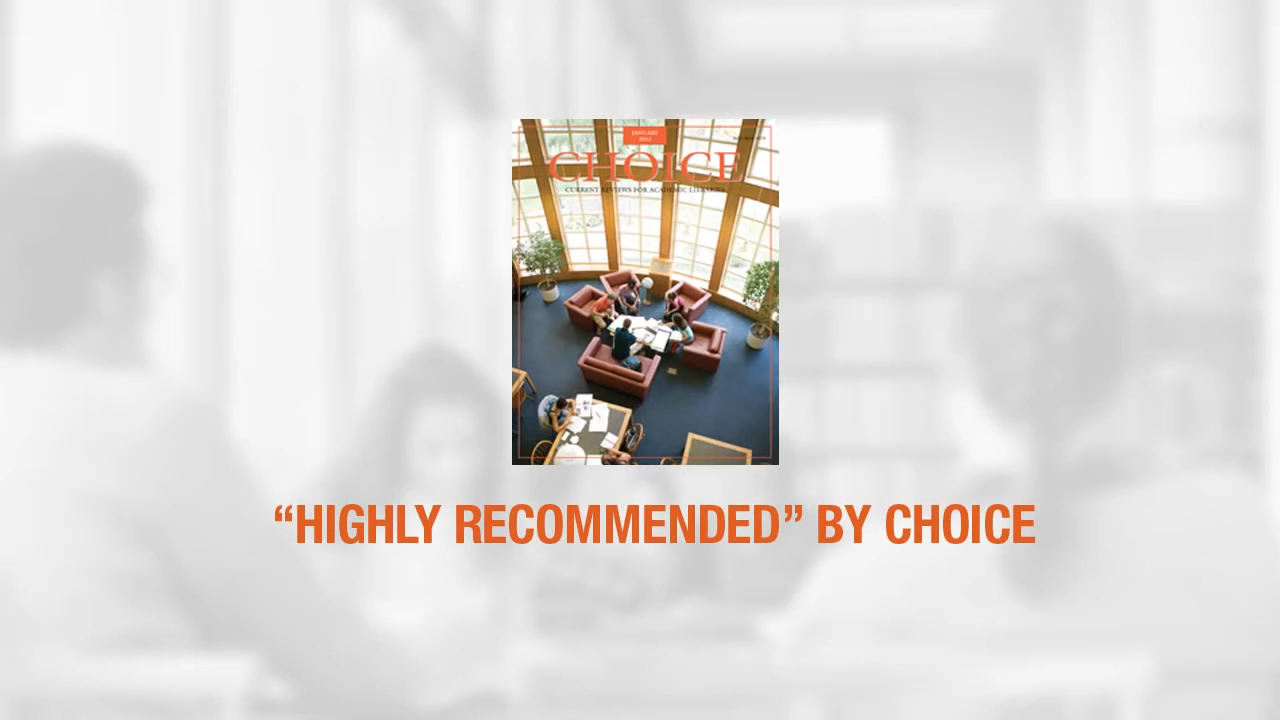 JANUARY
2012
CHOICE
CURRENT REVIEWS FOR ACADEMIC LIBRARIES
“HIGHLY RECOMMENDED” BY CHOICE